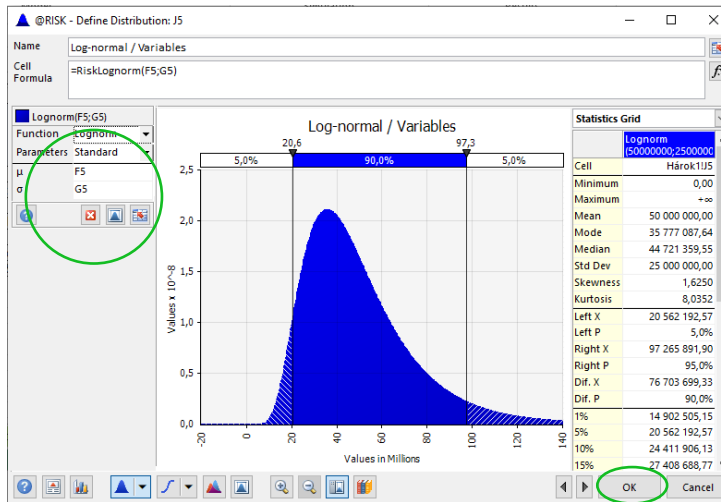 @RISK - Define Distribution: J5
Name
Log-normal / Variables
Cell Formula
=RiskLognorm(F5;G5)
Lognorm(F5;G5)
Function Lognorm
Parameters Standard
μ F5
σ G5
Log-normal / Variables
20,6 97,3
5,0% 90,0% 5,0%
2,5
2,0
1,5
1,0
0,5
0,0
Values x 10^-8
-20 0 20 40 60 80 100 120 140
Values in Millions
Statistics Grid
Lognorm
(50000000;2500000
Cell Hárok1!J5
Minimum 0,00
Maximum +∞
Mean 50 000 000,00
Mode 35 777 087,64
Median 44 721 359,55
Std Dev 25 000 000,00
Skewness 1,6250
Kurtosis 8,0352
Left X 20 562 192,57
Left P 5,0%
Right X 97 265 891,90
Right P 95,0%
Dif. X 76 703 699,33
Dif. P 90,0%
1% 14 902 505,15
5% 20 562 192,57
10% 24 411 906,13
15% 27 408 688,77
OK Cancel